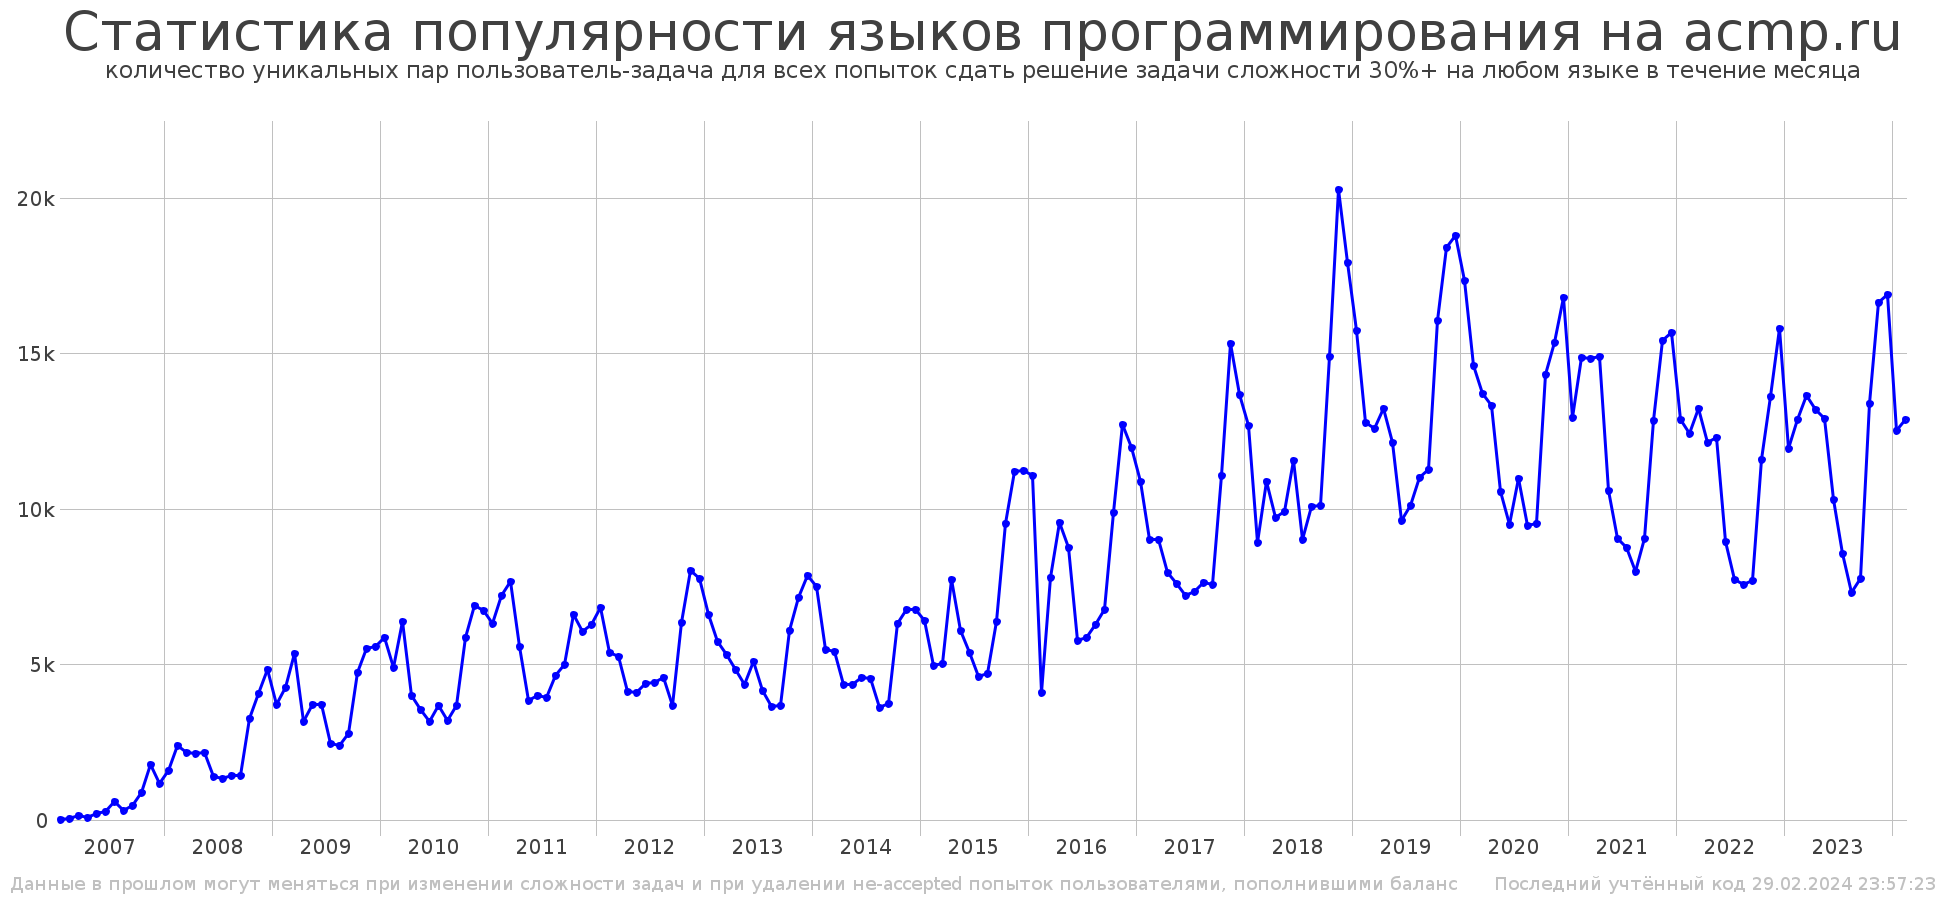 Статистика популярности языков программирования на acmp.ru
количество уникальных пар пользователь-задача для всех попыток сдать решение задачи сложности 30%+ на любом языке в течение месяца
20k
15k
10k
5k
0
2007 2008 2009 2010 2011 2012 2013 2014 2015 2016 2017 2018 2019 2020 2021 2022 2023
Данные в прошлом могут меняться при изменении сложности задач и при удалении не-accepted попыток пользователями, пополнившими баланс Последний учтённый код 29.02.2024 23:57:23